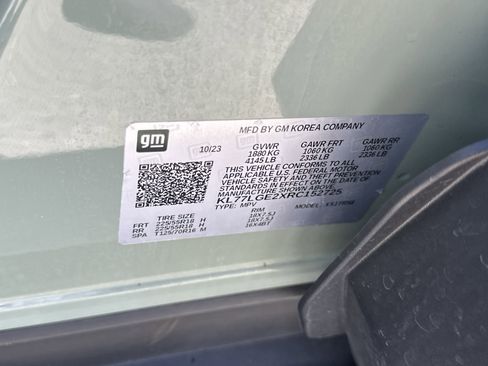 gm
MFD BY GM KOREA COMPANY
10/23 GVWR GAWR FRT GAWR RR
1880 KG 1060 KG 1060 KG
4145 LB 2336 LB 2336 LB
THIS VEHICLE CONFORMS TO ALL
APPLICABLE U.S. FEDERAL MOTOR
VEHICLE SAFETY AND THEFT PREVENTION
STANDARDS IN EFFECT ON THE DATE OF
MANUFACTURE SHOWN ABOVE.
KL77LGE2XRC152725
TYPE: MPV MODEL:
TIRE SIZE RIM
FRT 225/55R18 H 18X7.5J
RR 225/55R18 H 18X7.5J
SPA T125/70R16 M 16X4BT